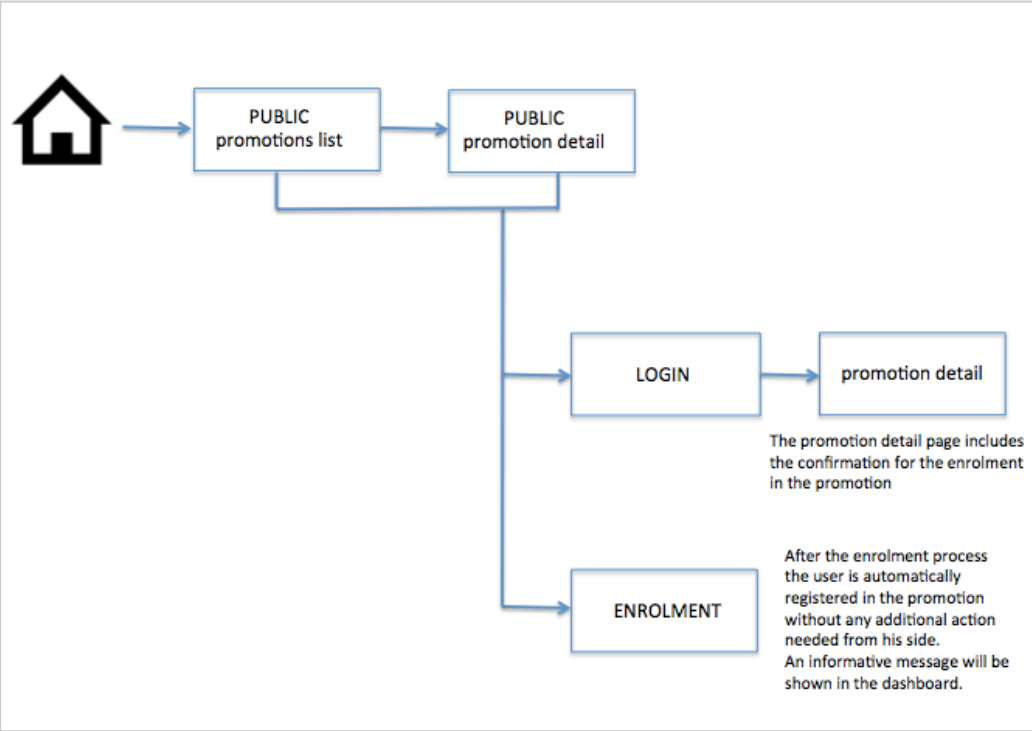 PUBLIC
promotions list
PUBLIC
promotion detail
LOGIN
promotion detail
The promotion detail page includes
the confirmation for the enrolment
in the promotion
ENROLMENT
After the enrolment process
the user is automatically
registered in the promotion
without any additional action
needed from his side.
An informative message will be
shown in the dashboard.